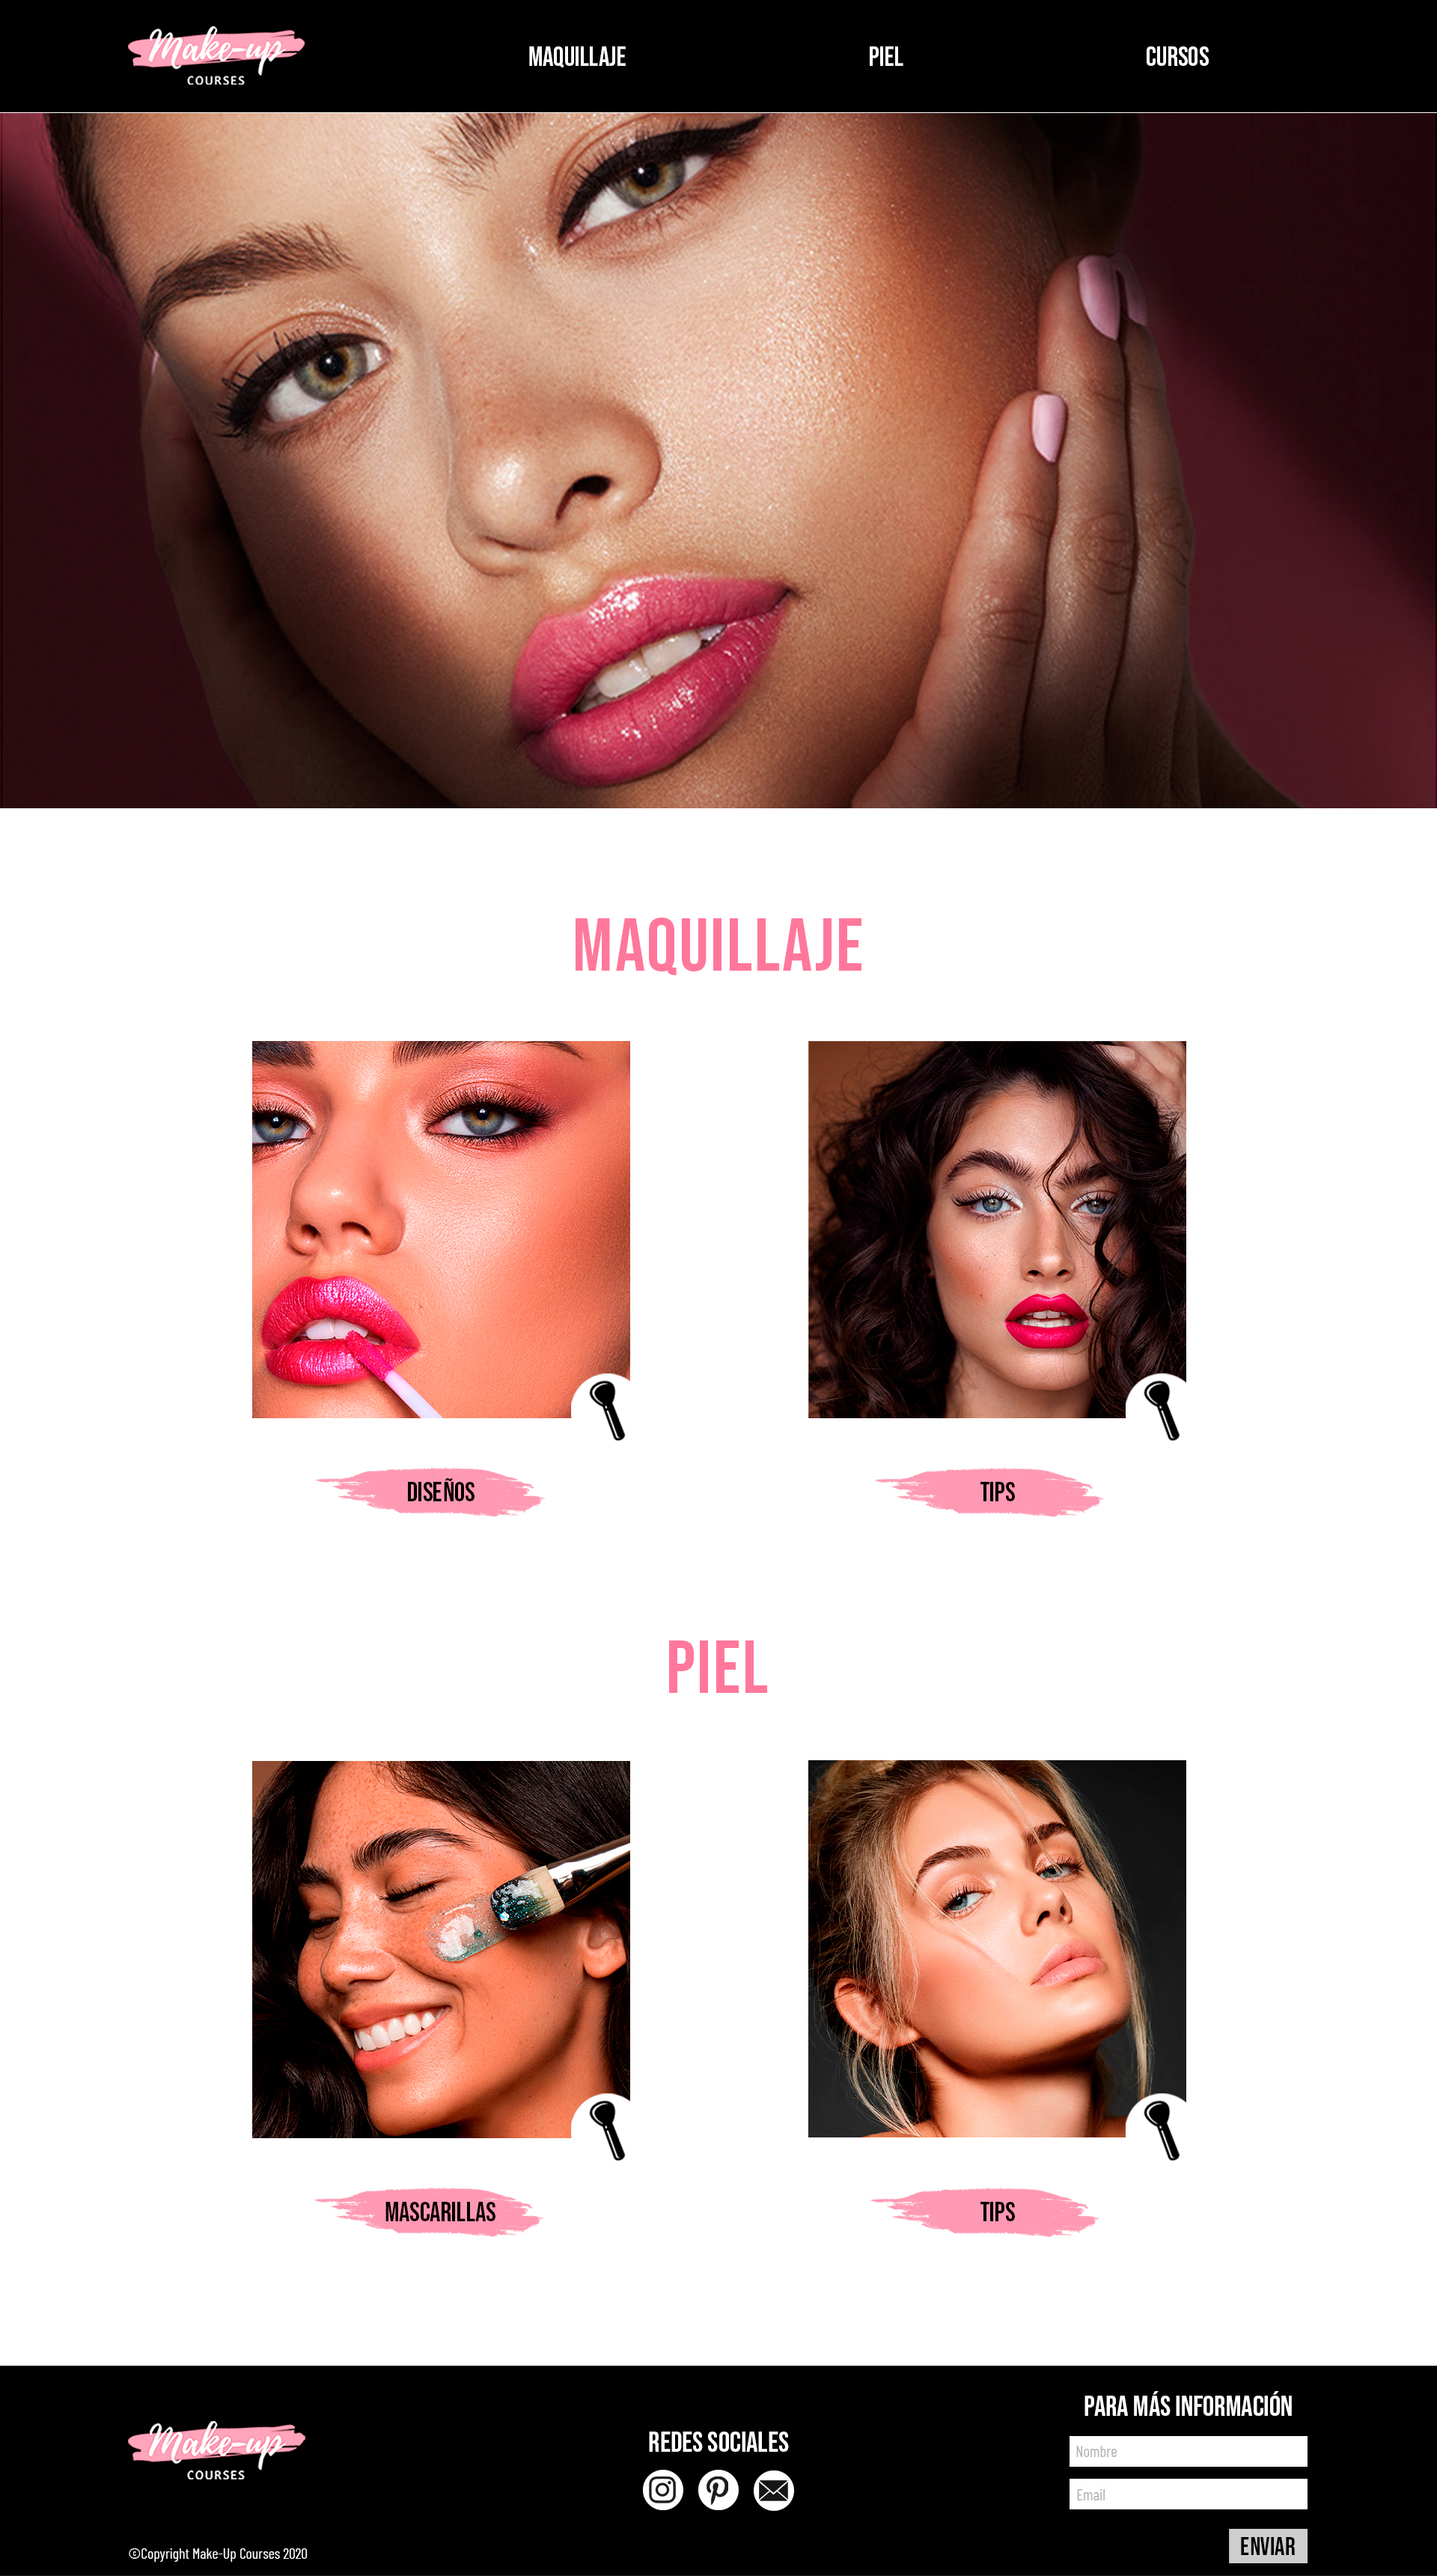 Make-up
COURSES
MAQUILLAJE
PIEL
CURSOS
MAQUILLAJE
DISEÑOS
TIPS
PIEL
MASCARILLAS
TIPS
Make-up
COURSES
©Copyright Make-Up Courses 2020
REDES SOCIALES
PARA MÁS INFORMACIÓN
Nombre
Email
ENVIAR